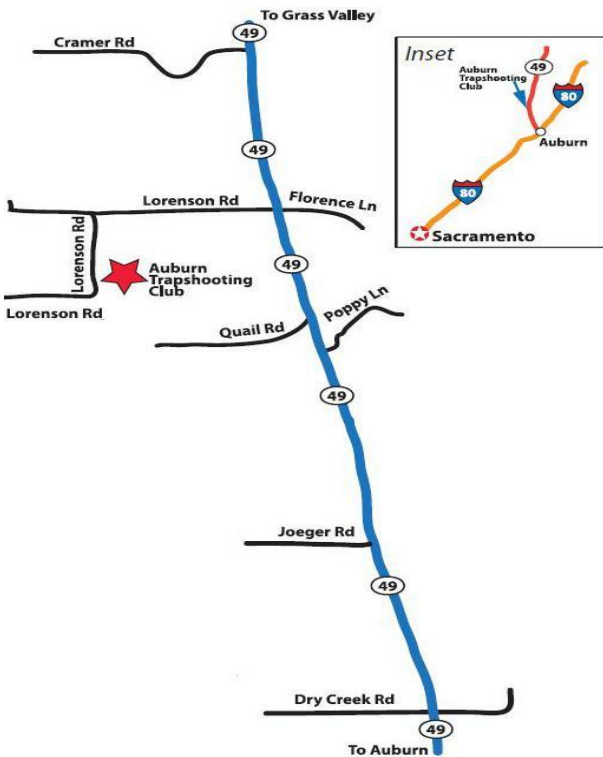 To Grass Valley
49
Cramer Rd
Inset
49
Auburn
Trapshooting
Club
80
Auburn
80
Sacramento
49
Lorenson Rd
Florence Ln
Lorenson Rd
49
Auburn
Trapshooting
Club
Lorenson Rd
Poppy Ln
Quail Rd
49
Joeger Rd
49
Dry Creek Rd
49
To Auburn